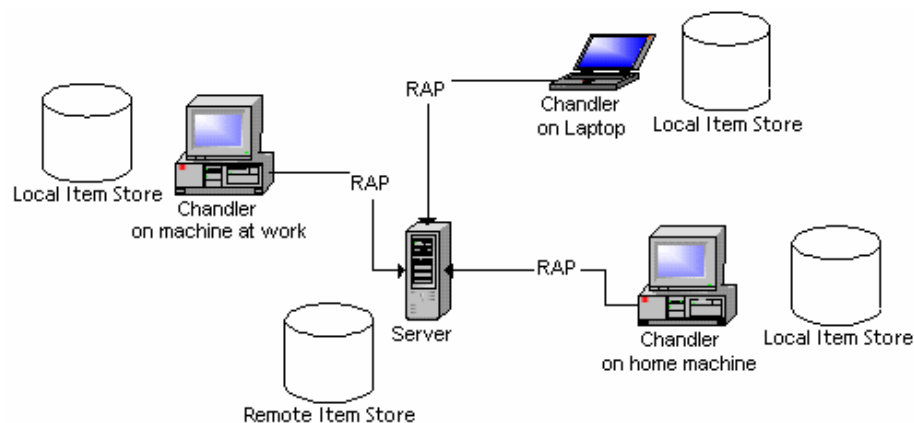 RAP
Chandler
on Laptop
Local Item Store
Local Item Store
Chandler
on machine at work
RAP
RAP
Server
Chandler
on home machine
Local Item Store
Remote Item Store